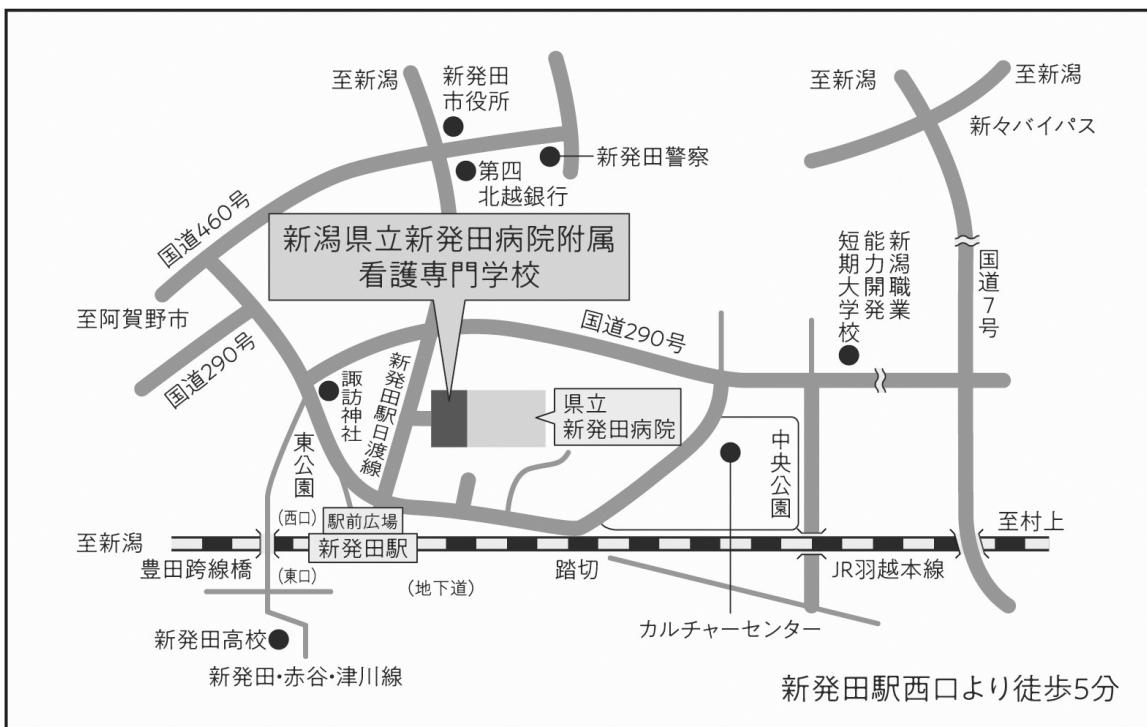 至新潟
新発田
市役所
至新潟
至新潟
新々バイパス
新発田警察
第四
北越銀行
国道460号
新潟県立新発田病院附属
看護専門学校
新潟職業
能力開発
短期大学校
国道7号
至阿賀野市
国道290号
国道290号
諏訪神社
新発田駅日渡線
県立
新発田病院
東公園
中央公園
(西口)
駅前広場
至新潟
新発田駅
至村上
豊田跨線橋
(東口)
(地下道)
踏切
JR羽越本線
新発田高校
カルチャーセンター
新発田・赤谷・津川線
新発田駅西口より徒歩5分